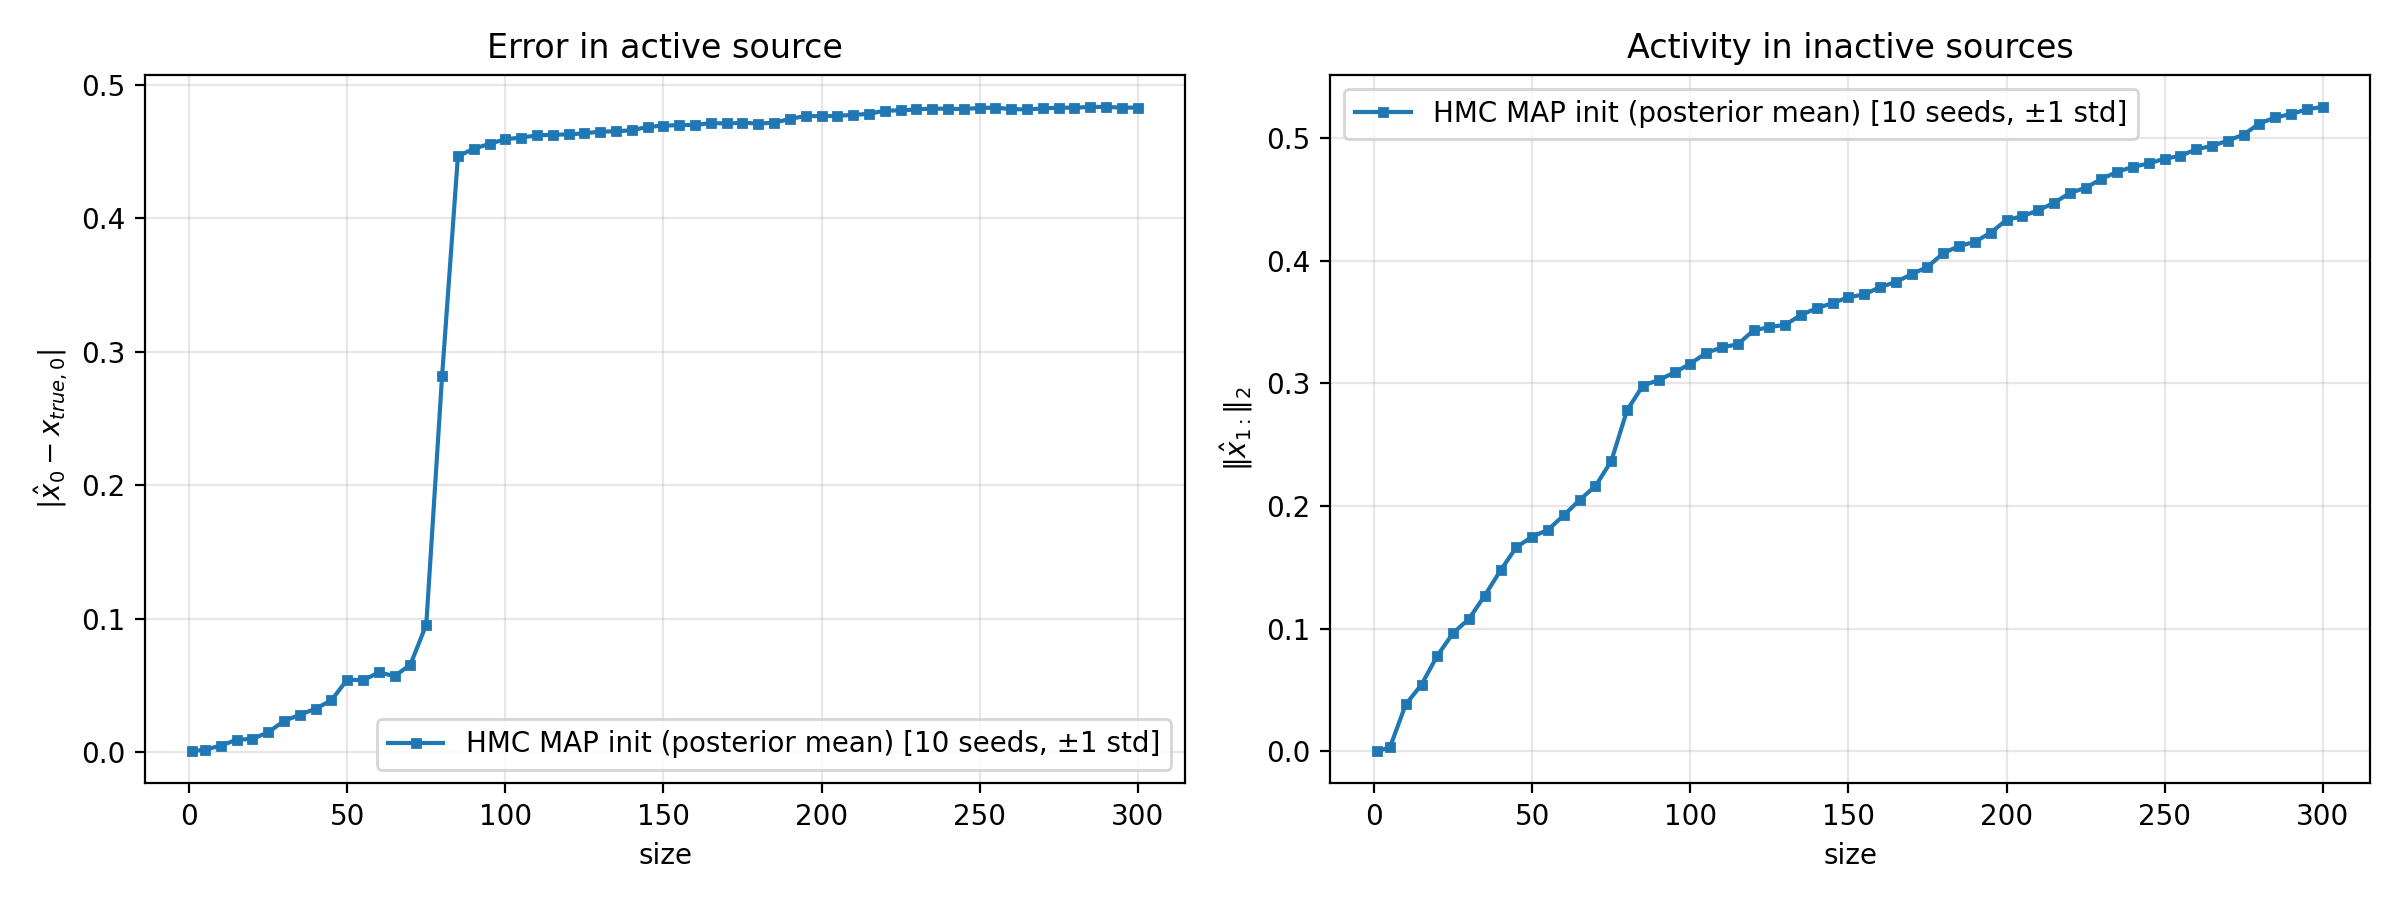 Error in active source
0.5
0.4
0.3
0.2
0.1
0.0
|x̂₀ − x_{true,0}|
HMC MAP init (posterior mean) [10 seeds, ±1 std]
0 50 100 150 200 250 300
size
Activity in inactive sources
HMC MAP init (posterior mean) [10 seeds, ±1 std]
0.5
0.4
0.3
0.2
0.1
0.0
‖x̂₁:‖₂
0 50 100 150 200 250 300
size